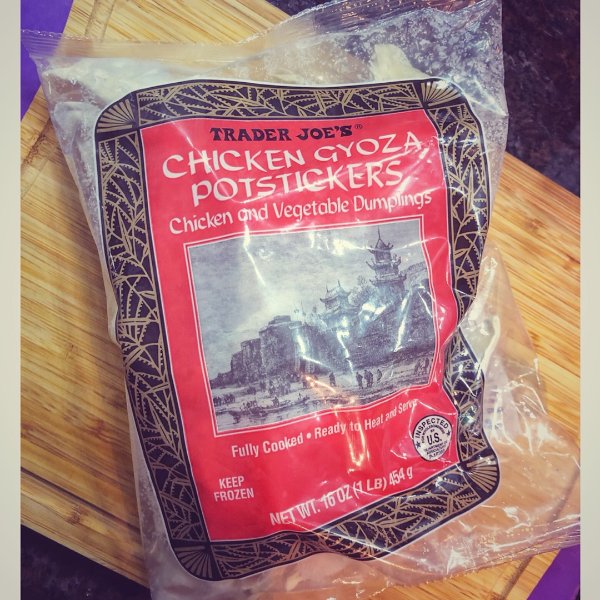 TRADER JOE'S®
CHICKEN GYOZA
POTSTICKERS
Chicken and Vegetable Dumplings
Fully Cooked • Ready to Heat and Serve
KEEP
FROZEN
INSPECTED
U.S.
NET WT. 16 OZ (1 LB) 454 g